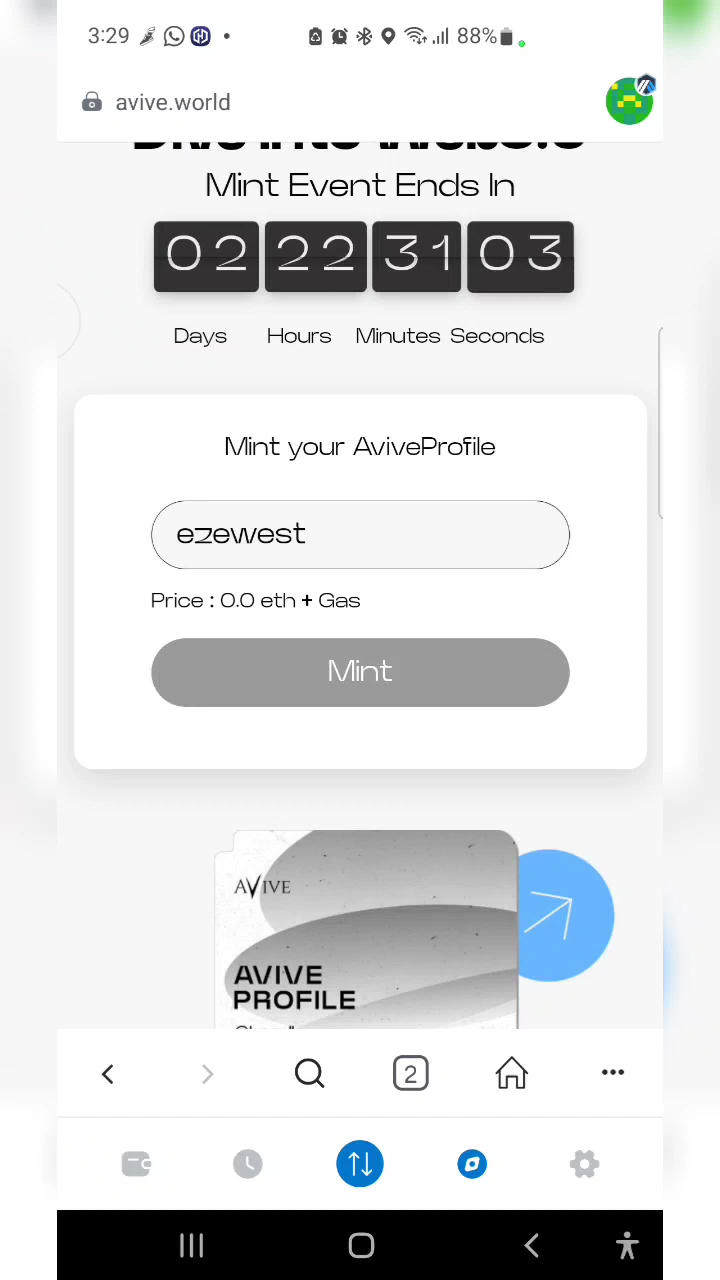 3:29
88%
avive.world
Mint Event Ends In
02 22 31 03
Days Hours Minutes Seconds
Mint your AviveProfile
ezewest
Price : 0.0 eth + Gas
Mint
AVIVE
AVIVE
PROFILE
2